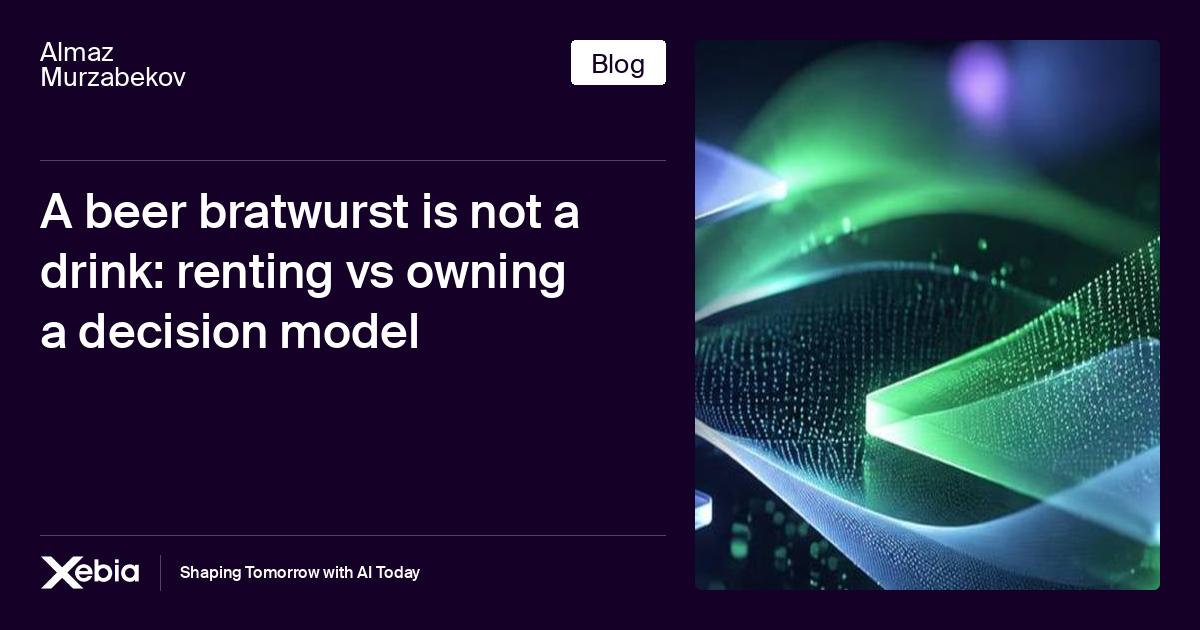 Almaz
Murzabekov
Blog
A beer bratwurst is not a
drink: renting vs owning
a decision model
Xebia
Shaping Tomorrow with AI Today